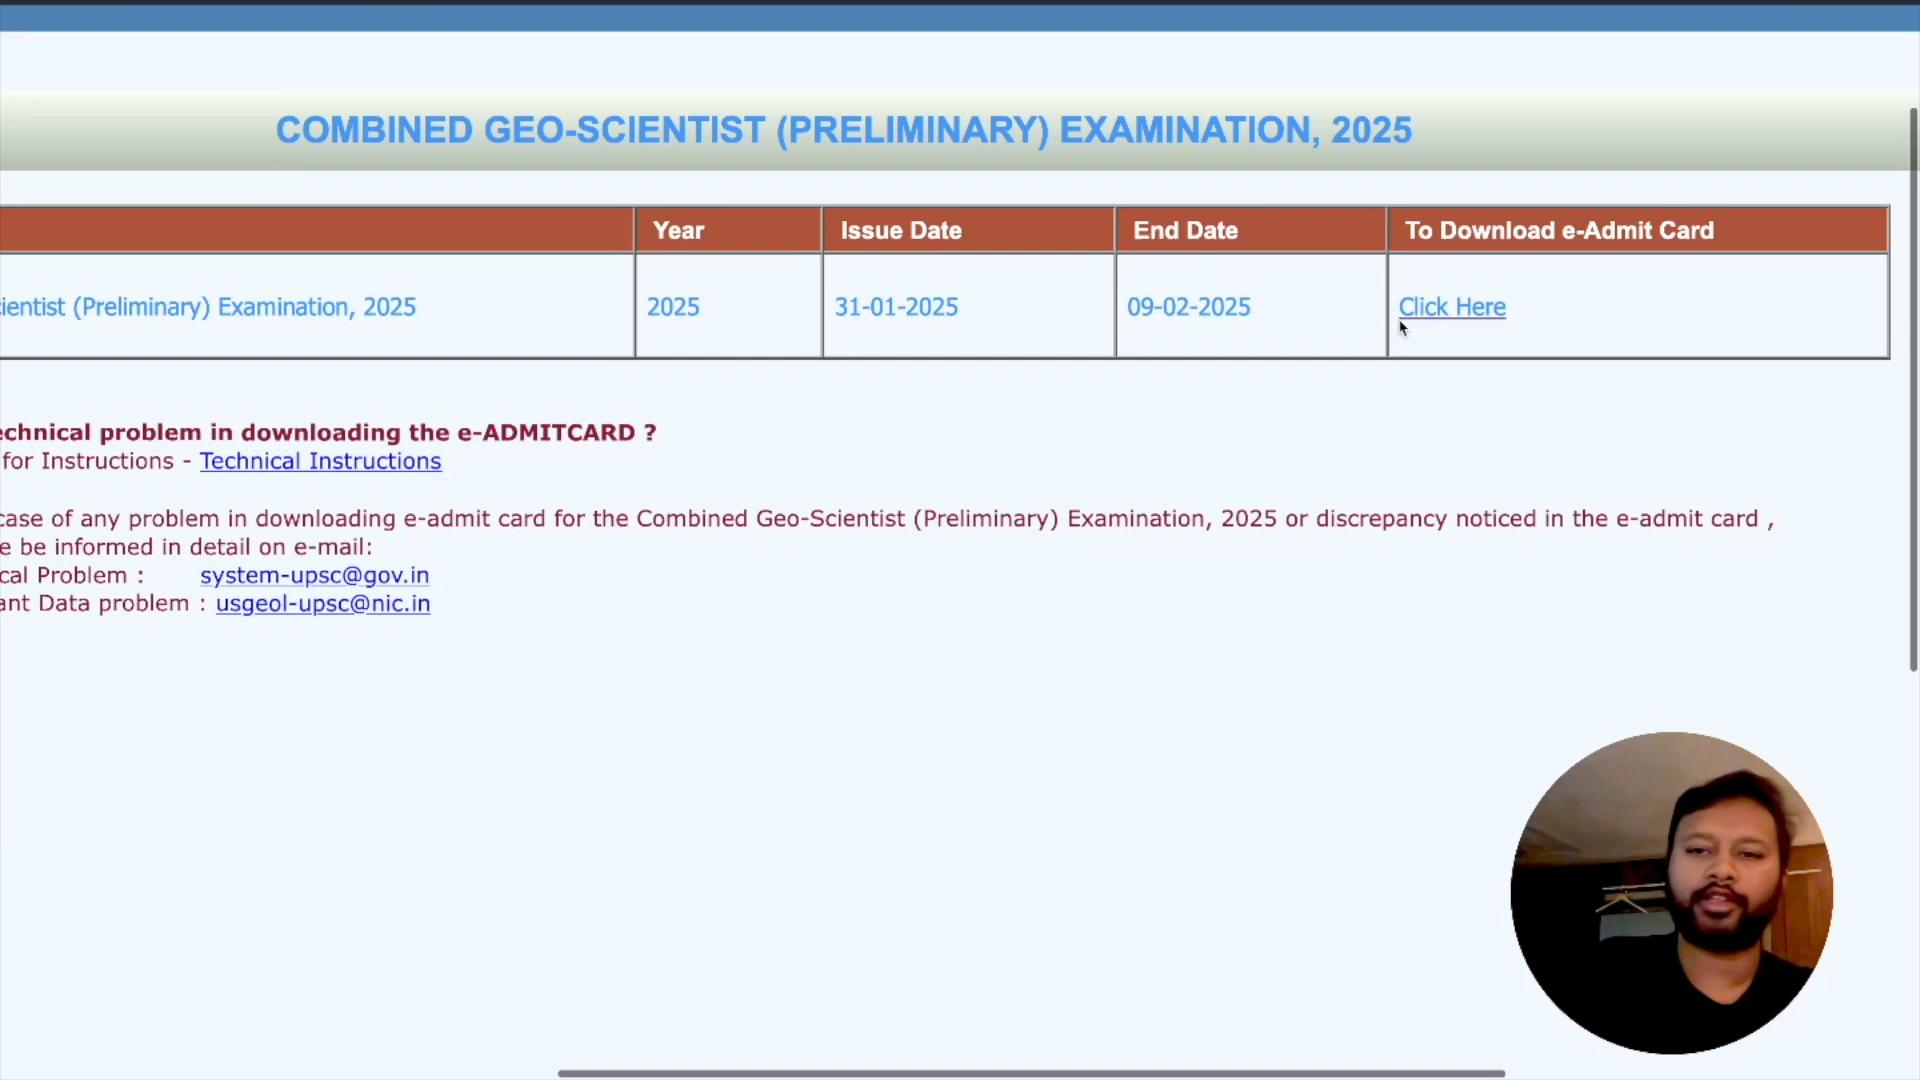 COMBINED GEO-SCIENTIST (PRELIMINARY) EXAMINATION, 2025
Year Issue Date End Date To Download e-Admit Card
(Preliminary) Examination, 2025 2025 31-01-2025 09-02-2025 Click Here
problem in downloading the e-ADMITCARD ?
for Instructions - Technical Instructions
case of any problem in downloading e-admit card for the Combined Geo-Scientist (Preliminary) Examination, 2025 or discrepancy noticed in the e-admit card ,
be informed in detail on e-mail:
Problem : system-upsc@gov.in
Data problem : usgeol-upsc@nic.in